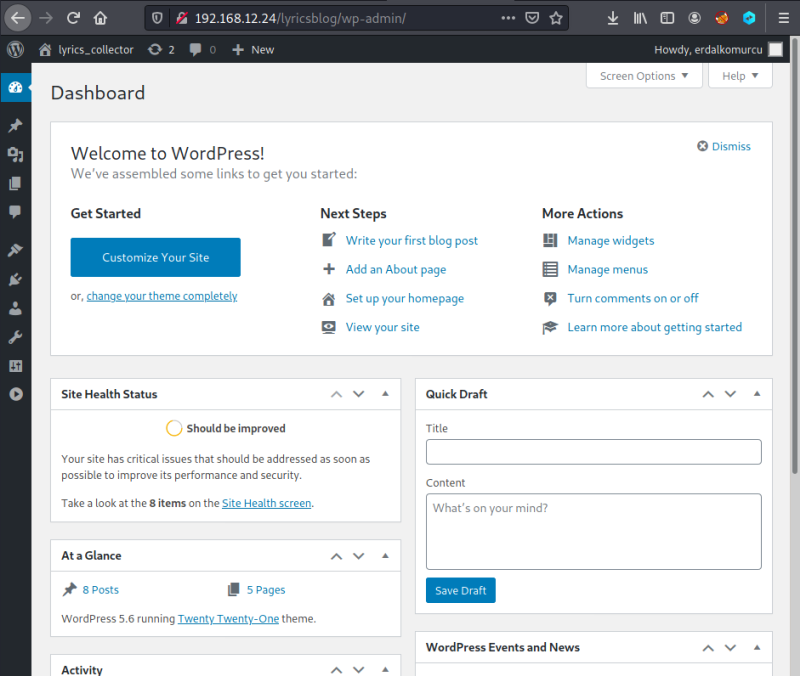 192.168.12.24/lyricsblog/wp-admin/
lyrics_collector 2 0 New Howdy, erdalkomurcu
Screen Options Help
Dashboard
Welcome to WordPress!
Dismiss
We've assembled some links to get you started:
Get Started
Customize Your Site
or, change your theme completely
Next Steps
Write your first blog post
Add an About page
Set up your homepage
View your site
More Actions
Manage widgets
Manage menus
Turn comments on or off
Learn more about getting started
Site Health Status
Should be improved
Your site has critical issues that should be addressed as soon as
possible to improve its performance and security.
Take a look at the 8 items on the Site Health screen.
At a Glance
8 Posts 5 Pages
WordPress 5.6 running Twenty Twenty-One theme.
Activity
Quick Draft
Title
Content
What's on your mind?
Save Draft
WordPress Events and News